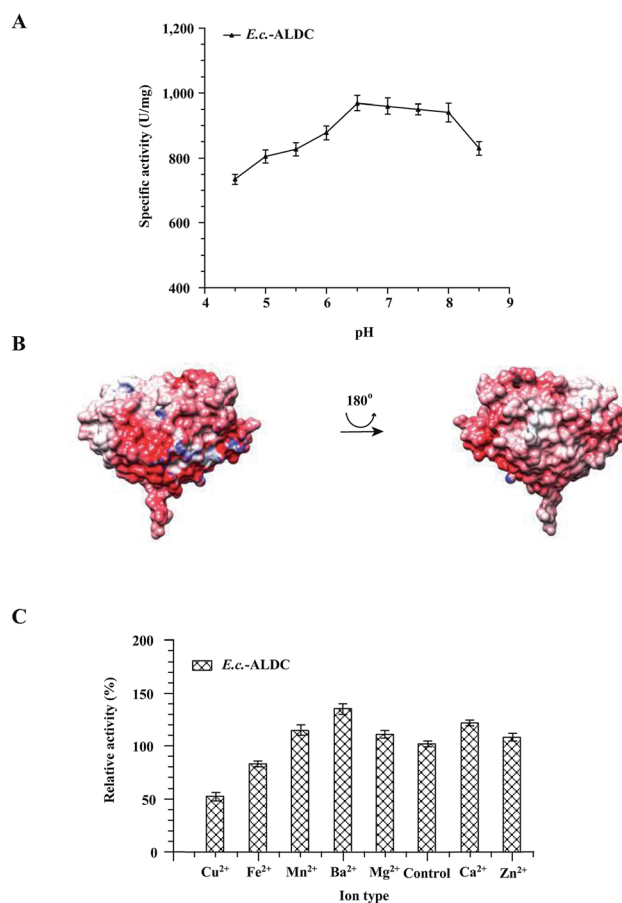 A
1,200
E.c.-ALDC
1,000
800
600
400
Specific activity (U/mg)
4 5 6 7 8 9
pH
B
180°
C
200
E.c.-ALDC
150
100
50
0
Relative activity (%)
Cu²⁺ Fe²⁺ Mn²⁺ Ba²⁺ Mg²⁺ Control Ca²⁺ Zn²⁺
Ion type